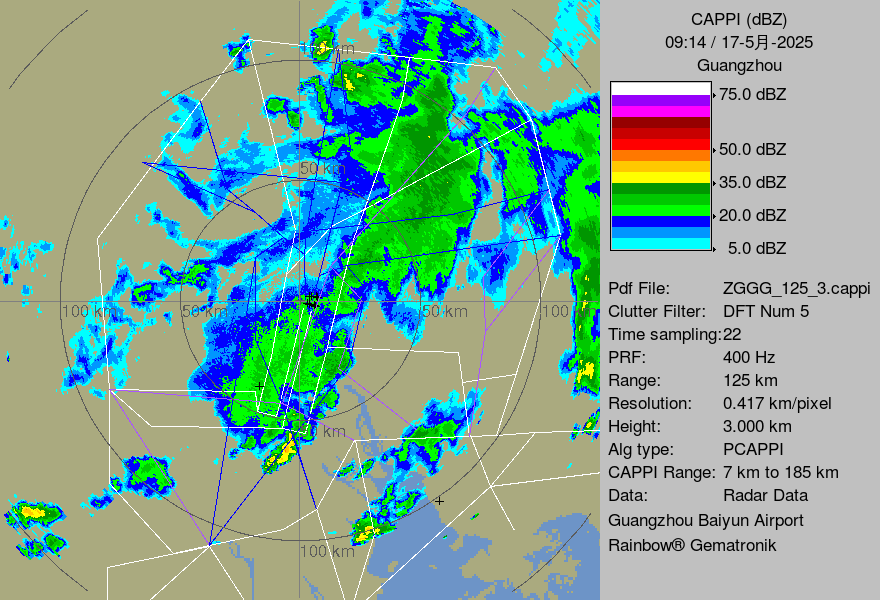 CAPPI (dBZ)
09:14 / 17-5月-2025
Guangzhou
75.0 dBZ
50.0 dBZ
35.0 dBZ
20.0 dBZ
5.0 dBZ
50 km
100 km
50 km
50 km
100
km
100 km
Pdf File: ZGGG_125_3.cappi
Clutter Filter: DFT Num 5
Time sampling:22
PRF: 400 Hz
Range: 125 km
Resolution: 0.417 km/pixel
Height: 3.000 km
Alg type: PCAPPI
CAPPI Range: 7 km to 185 km
Data: Radar Data
Guangzhou Baiyun Airport
Rainbow® Gematronik